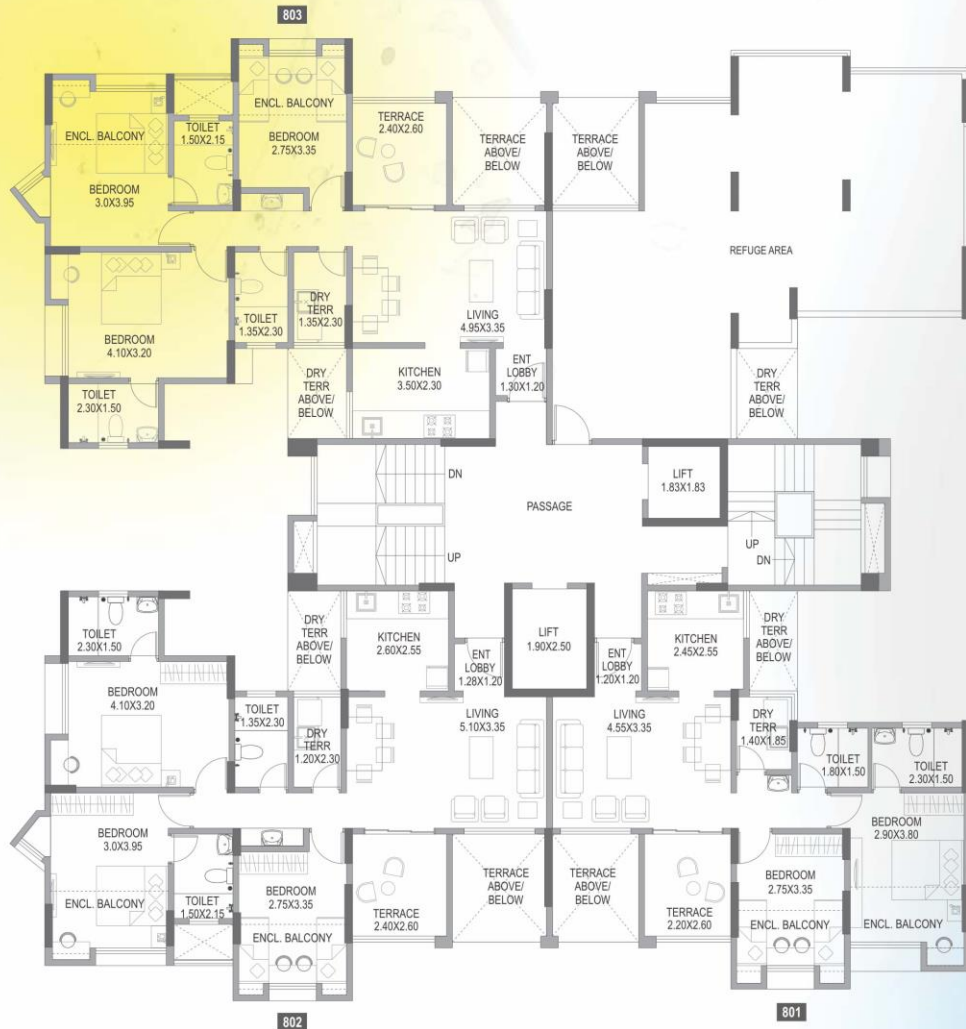 803
ENCL. BALCONY
TOILET
1.50X2.15
ENCL. BALCONY
BEDROOM
2.75X3.35
TERRACE
2.40X2.60
TERRACE
ABOVE/
BELOW
TERRACE
ABOVE/
BELOW
BEDROOM
3.0X3.95
REFUGE AREA
BEDROOM
4.10X3.20
TOILET
1.35X2.30
DRY
TERR
1.35X2.30
LIVING
4.95X3.35
TOILET
2.30X1.50
DRY
TERR
ABOVE/
BELOW
KITCHEN
3.50X2.30
ENT
LOBBY
1.30X1.20
DRY
TERR
ABOVE/
BELOW
DN
UP
PASSAGE
LIFT
1.83X1.83
UP
DN
TOILET
2.30X1.50
DRY
TERR
ABOVE/
BELOW
KITCHEN
2.60X2.55
ENT
LOBBY
1.28X1.20
LIFT
1.90X2.50
ENT
LOBBY
1.20X1.20
KITCHEN
2.45X2.55
DRY
TERR
ABOVE/
BELOW
BEDROOM
4.10X3.20
TOILET
1.35X2.30
DRY
TERR
1.20X2.30
LIVING
5.10X3.35
LIVING
4.55X3.35
DRY
TERR
1.40X1.85
TOILET
1.80X1.50
TOILET
2.30X1.50
BEDROOM
3.0X3.95
ENCL. BALCONY
TOILET
1.50X2.15
BEDROOM
2.75X3.35
ENCL. BALCONY
TERRACE
2.40X2.60
TERRACE
ABOVE/
BELOW
TERRACE
ABOVE/
BELOW
TERRACE
2.20X2.60
BEDROOM
2.75X3.35
ENCL. BALCONY
BEDROOM
2.90X3.80
ENCL. BALCONY
802
801